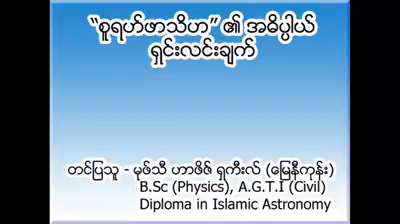 “စူရဟ်ဖာသိဟာ” ၏ အဓိပ္ပါယ်
ရှင်းလင်းချက်
တင်ပြသူ - မုဖ်သီ ဟာဖိဇ် ရှကီးလ် (မြေနီကုန်း)
B.Sc (Physics), A.G.T.I (Civil)
Diploma in Islamic Astronomy